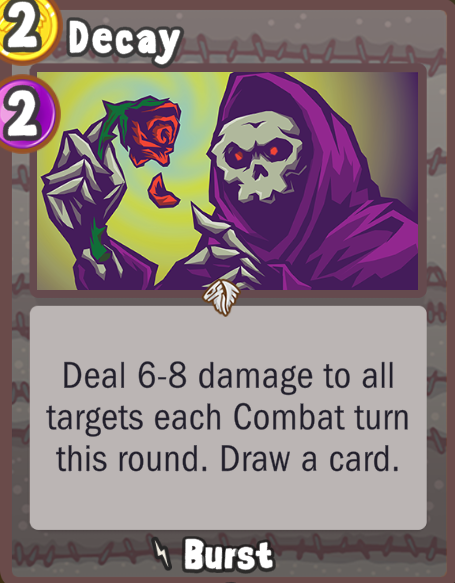 2 Decay
2
Deal 6-8 damage to all
targets each Combat turn
this round. Draw a card.
Burst